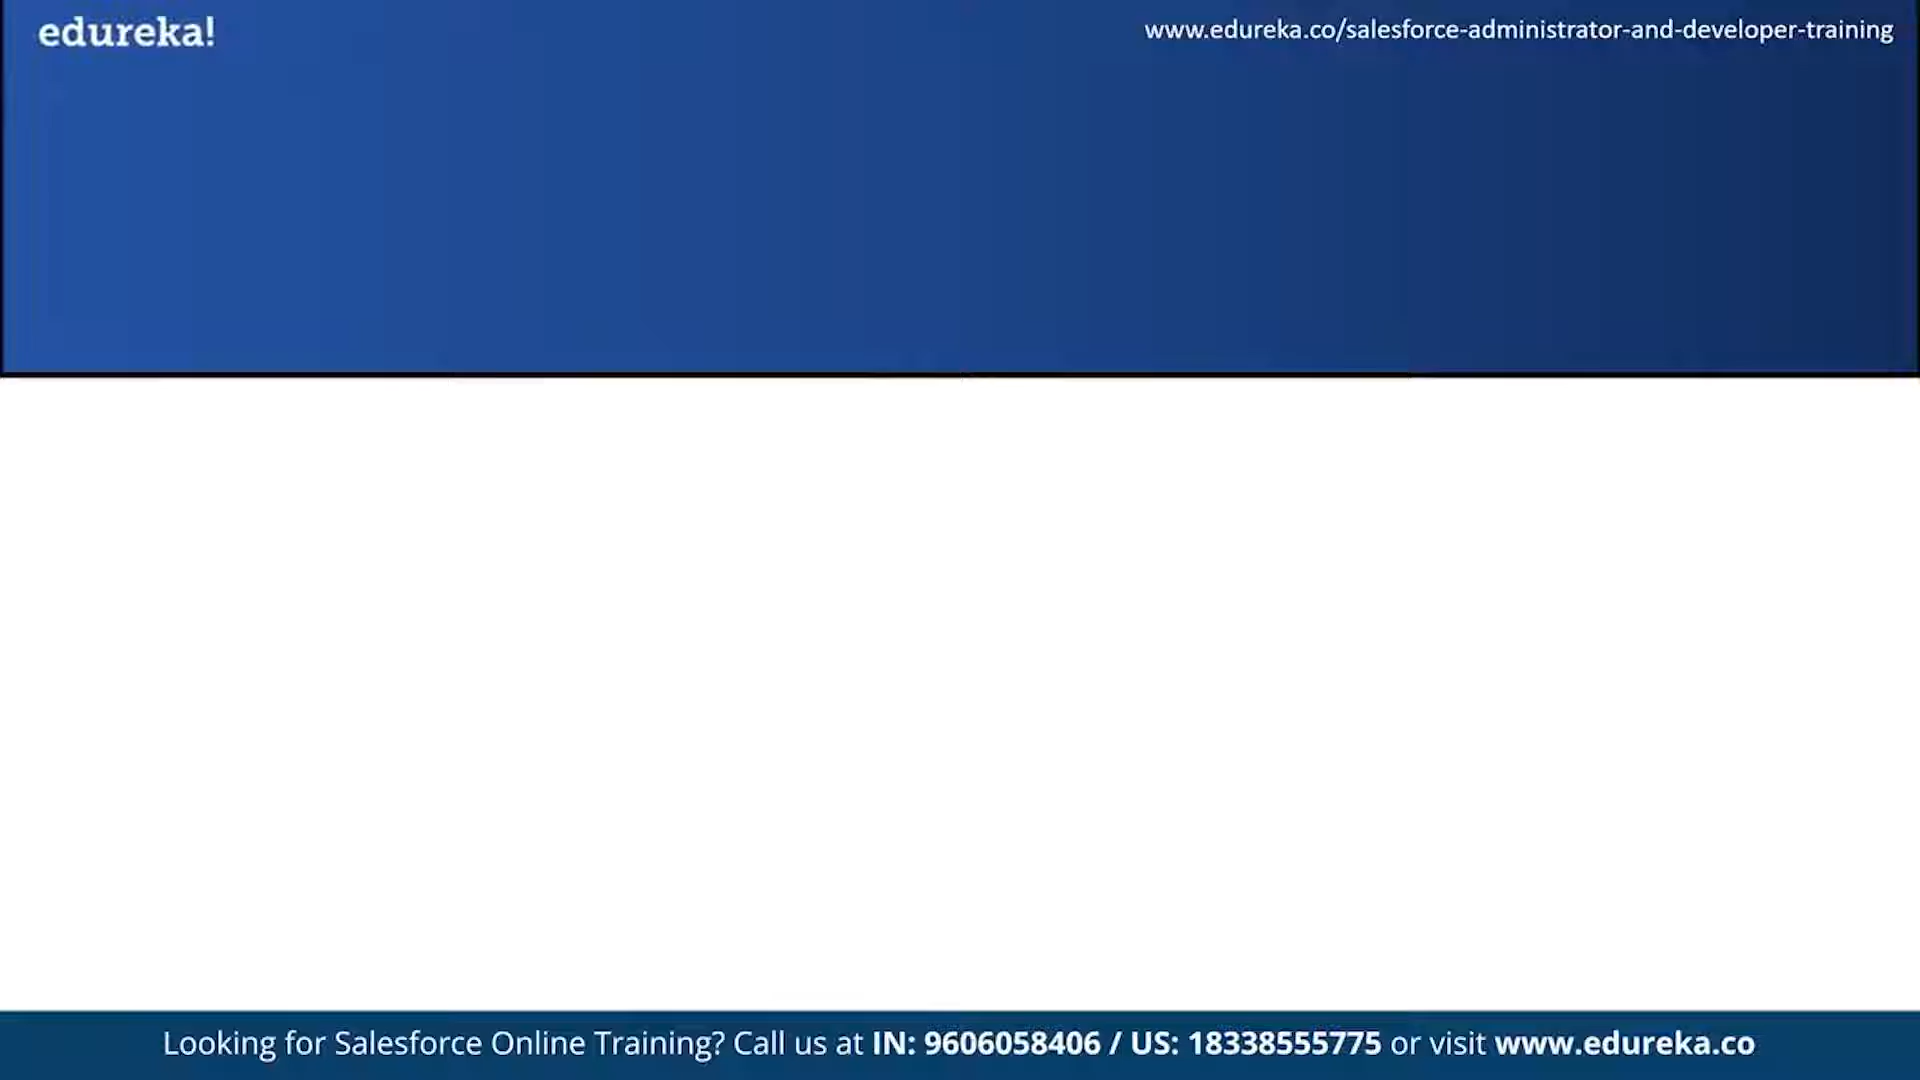 edureka!
www.edureka.co/salesforce-administrator-and-developer-training
Looking for Salesforce Online Training? Call us at IN: 9606058406 / US: 18338555775 or visit www.edureka.co